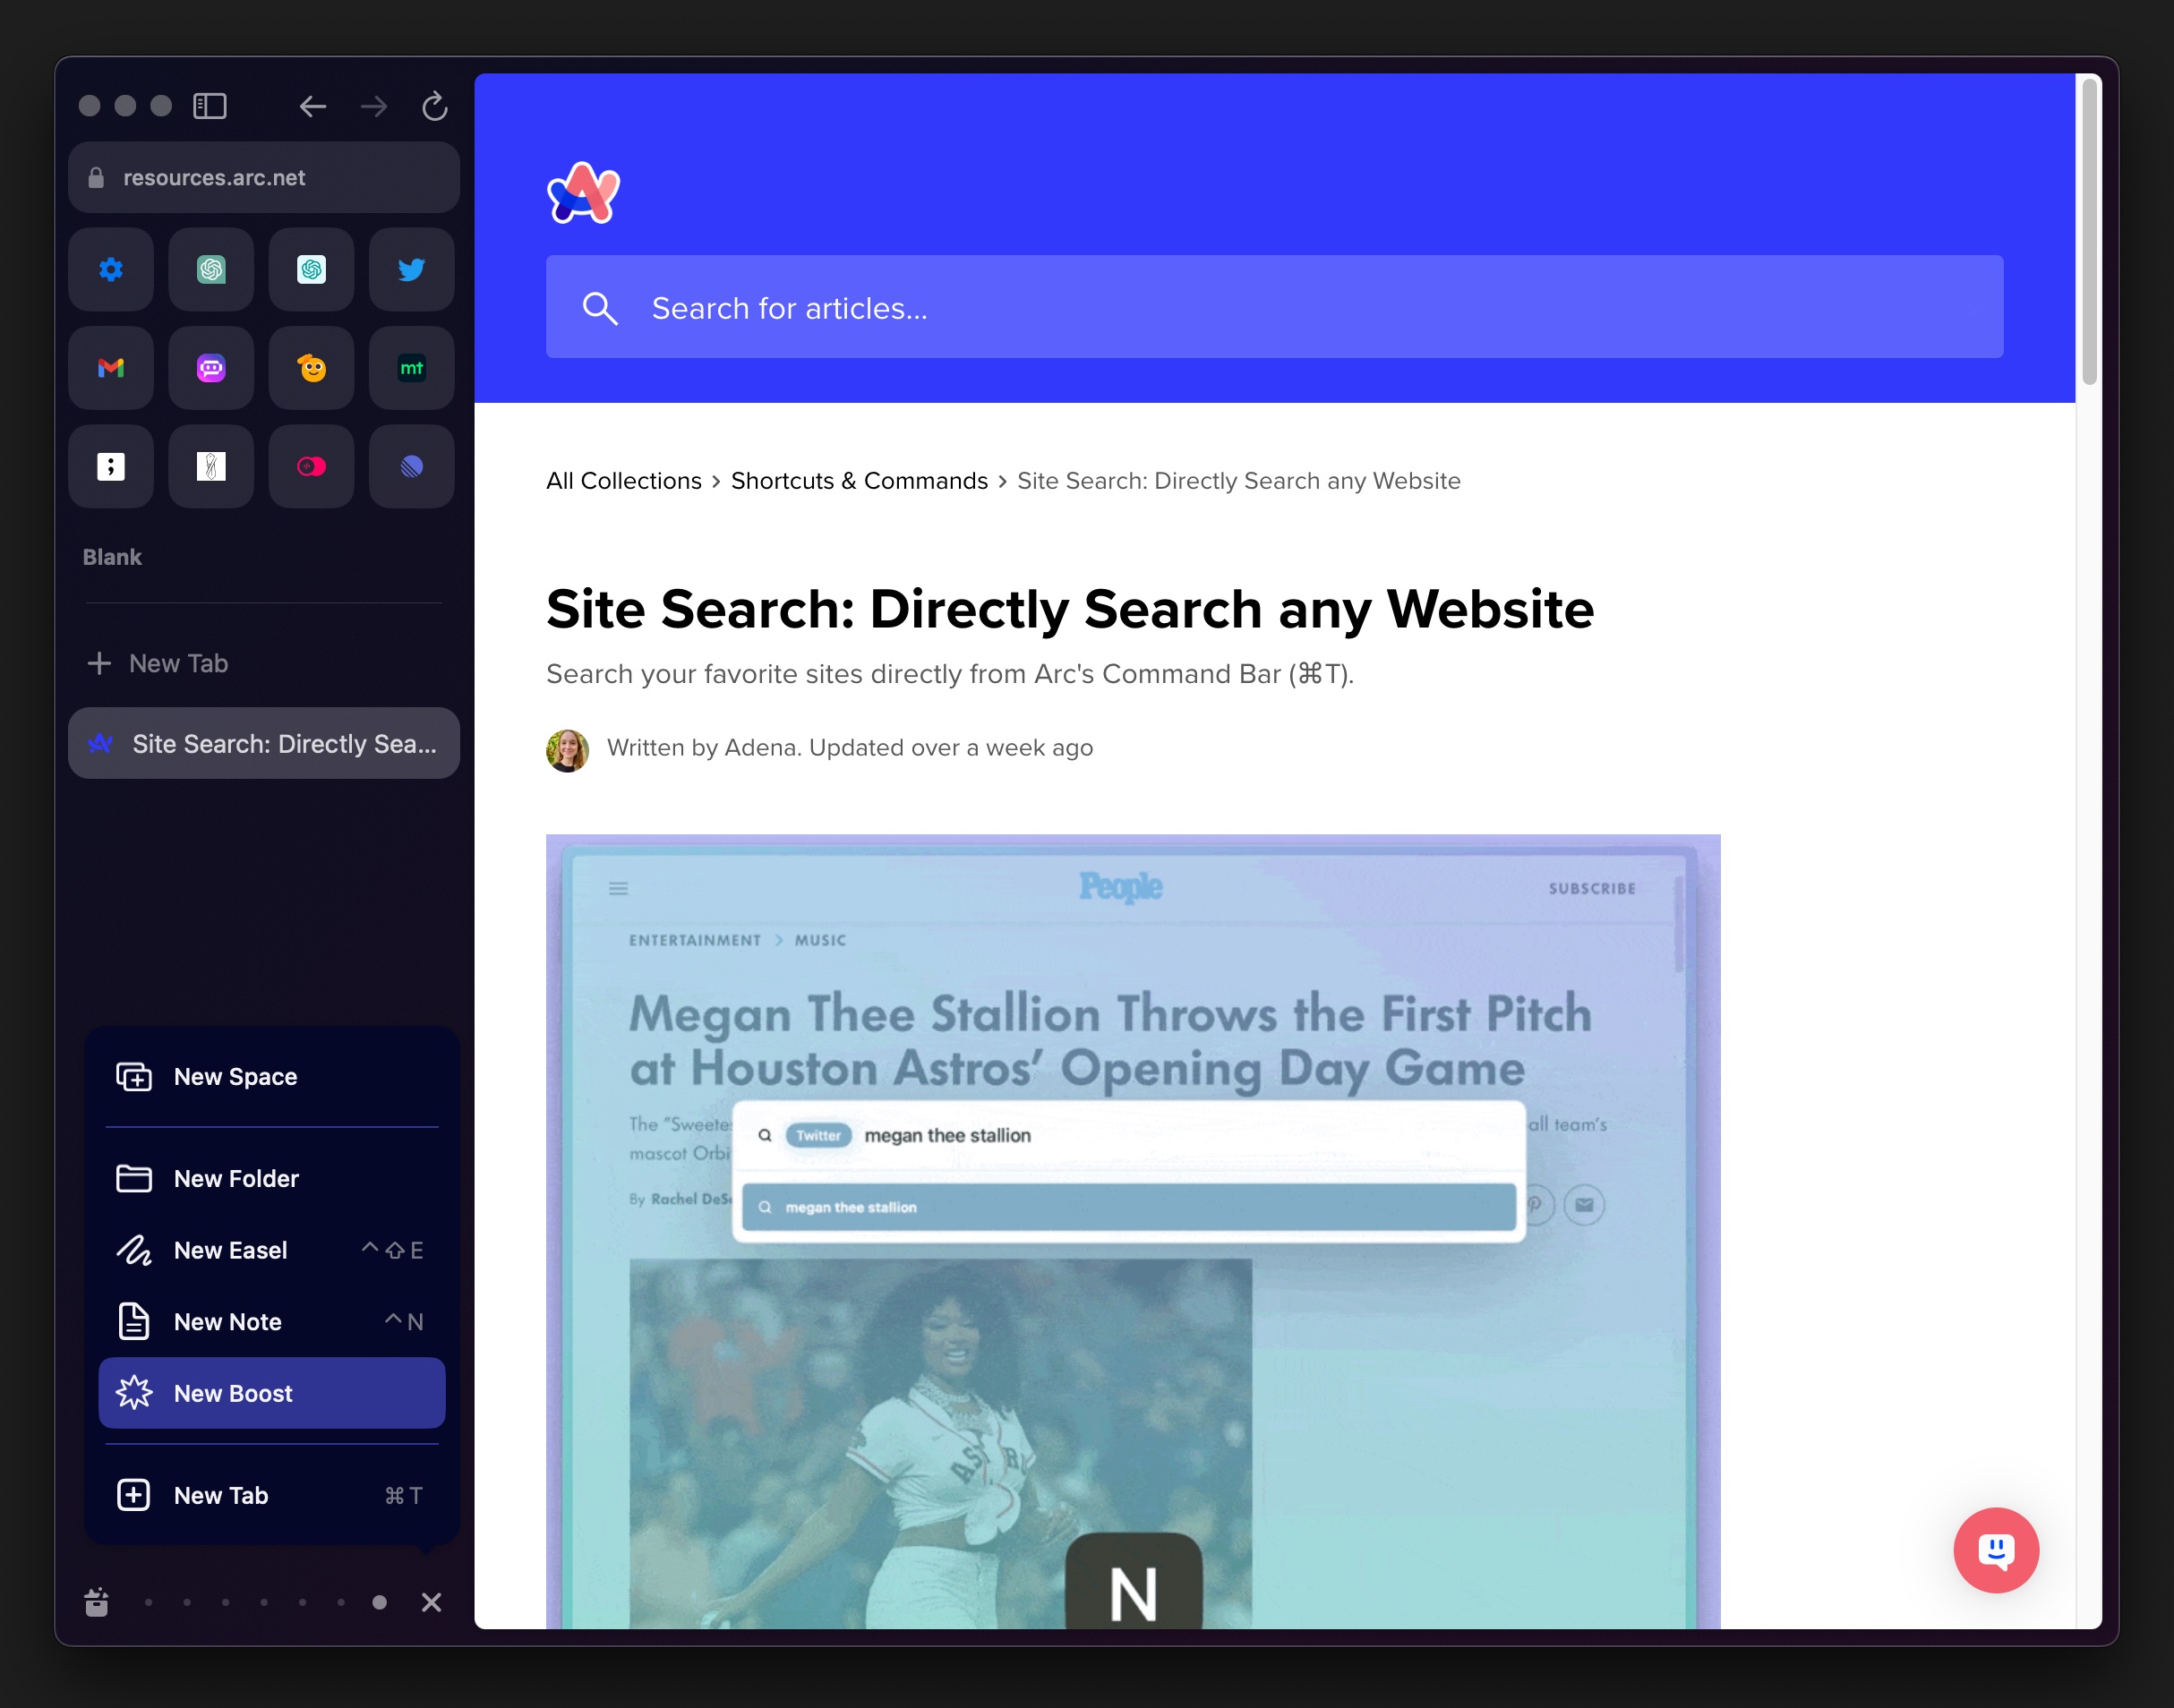 resources.arc.net
mt
Blank
New Tab
Site Search: Directly Sea...
New Space
New Folder
New Easel ^⇧E
New Note ^N
New Boost
New Tab ⌘T
Search for articles...
All Collections > Shortcuts & Commands > Site Search: Directly Search any Website
Site Search: Directly Search any Website
Search your favorite sites directly from Arc's Command Bar (⌘T).
Written by Adena. Updated over a week ago
People
SUBSCRIBE
ENTERTAINMENT > MUSIC
Megan Thee Stallion Throws the First Pitch
at Houston Astros’ Opening Day Game
The “Sweetes
all team’s
mascot Orbi
Twitter megan thee stallion
By Rachel DeS
megan thee stallion
N